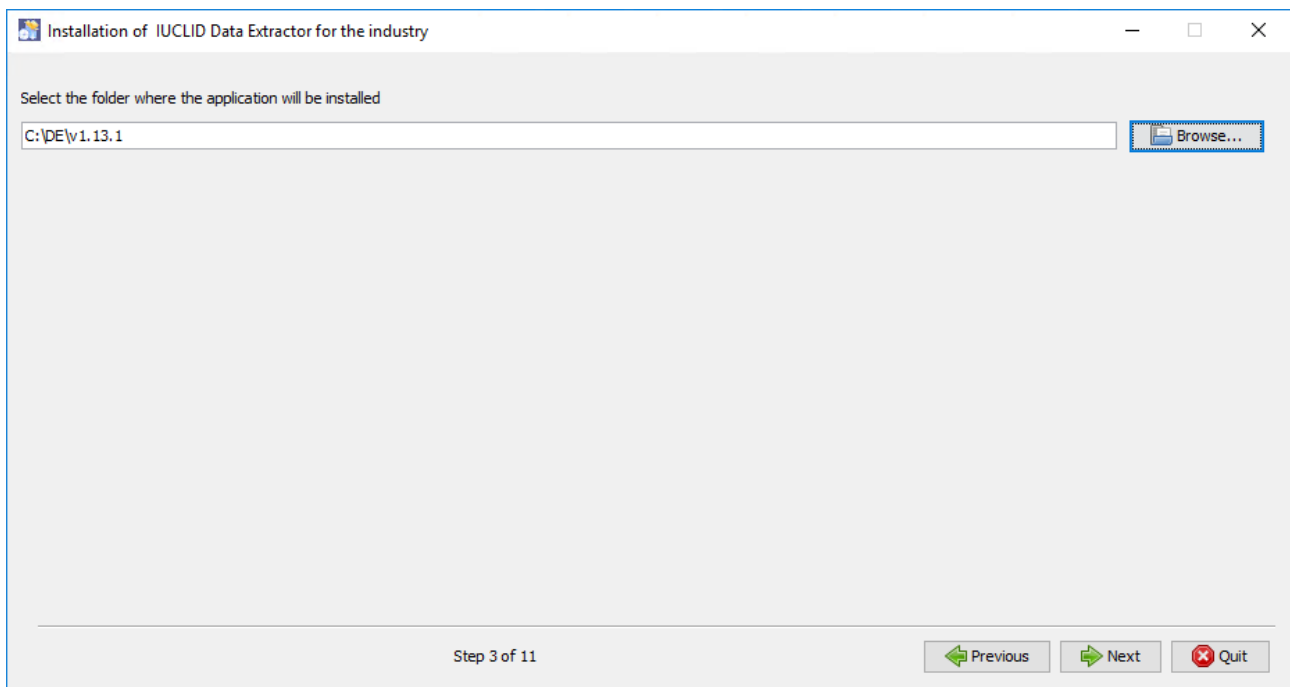 Installation of IUCLID Data Extractor for the industry
Select the folder where the application will be installed
C:\DE\v1.13.1
Browse...
Step 3 of 11
Previous
Next
Quit